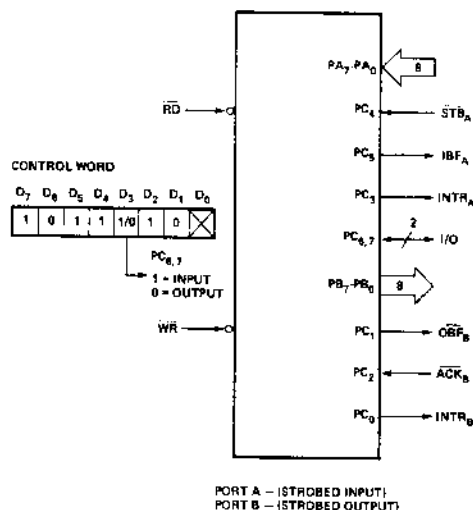 PA7-PA0
8
RD
PC4
STBA
PC5
IBFA
CONTROL WORD
D7 D6 D5 D4 D3 D2 D1 D0
1 0 1 1 1/0 1 0
PC3
INTRA
PC6,7
2
I/O
PC6,7
1 = INPUT
0 = OUTPUT
PB7-PB0
8
WR
PC1
OBFB
PC2
ACKB
PC0
INTRB
PORT A – (STROBED INPUT)
PORT B – (STROBED OUTPUT)